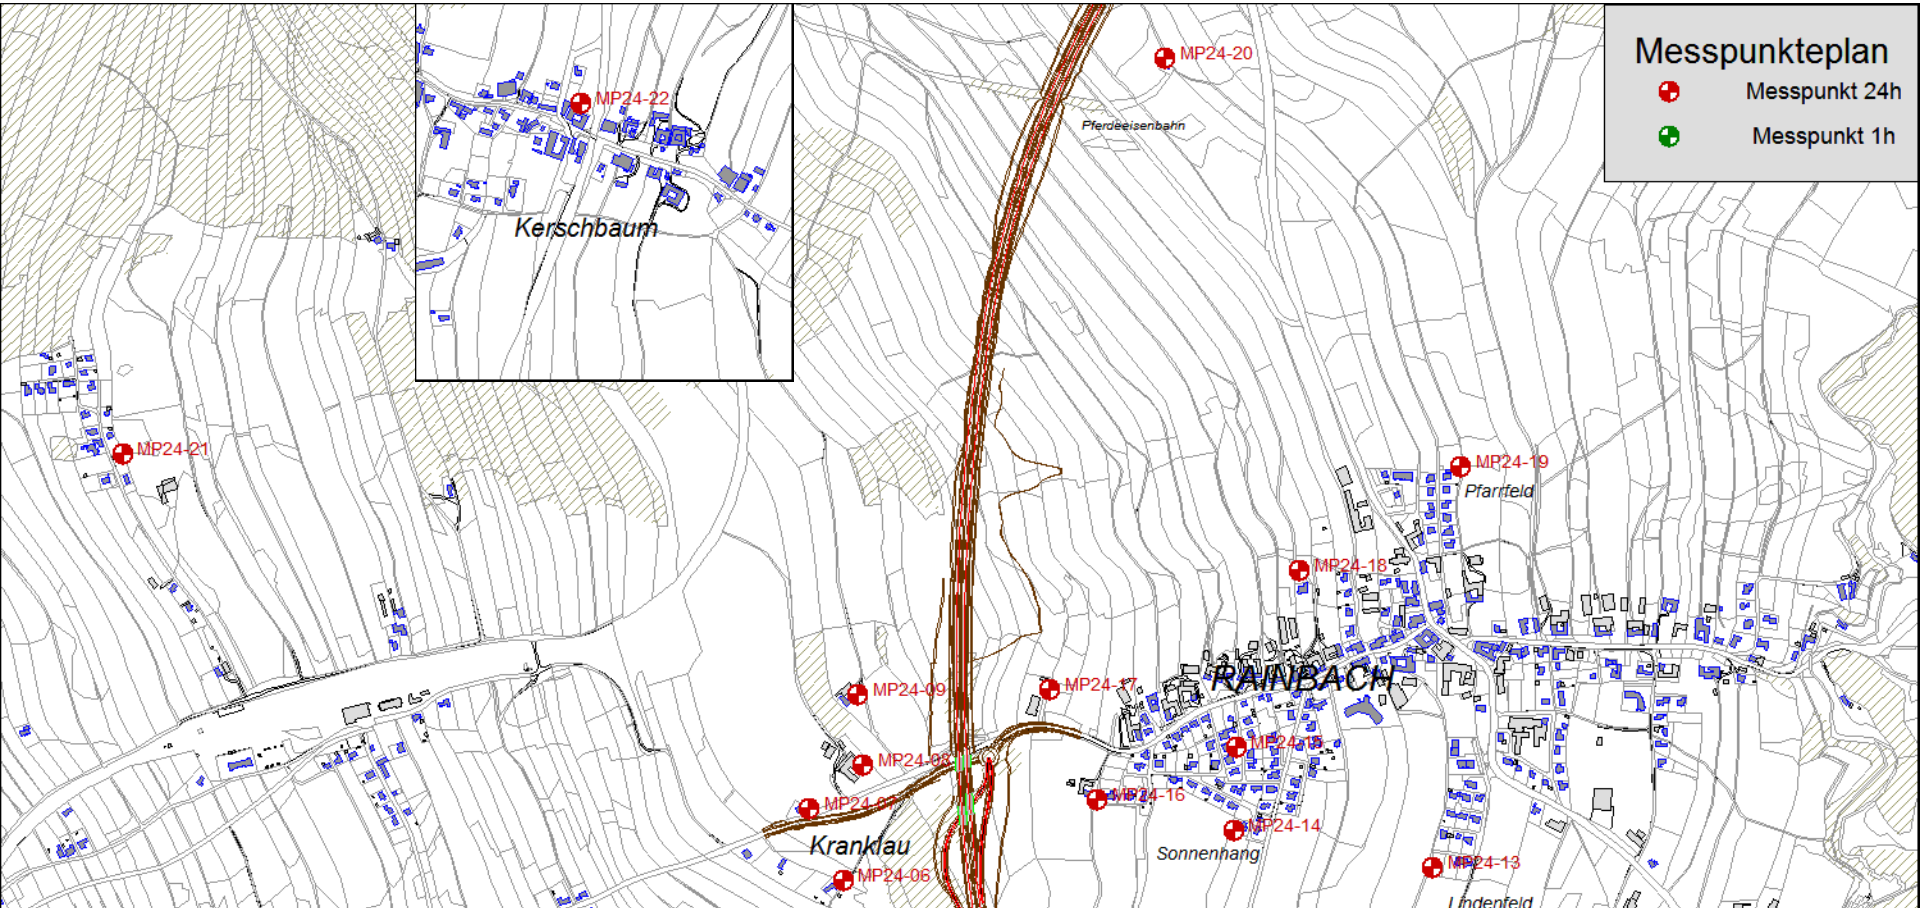 Messpunkteplan
Messpunkt 24h
Messpunkt 1h
MP24-20
Pferdeeisenbahn
MP24-22
Kerschbaum
MP24-21
MP24-19
Pfarrfeld
MP24-18
RAINBACH
MP24-09
MP24-17
MP24-15
MP24-08
MP24-16
MP24-07
MP24-14
Kranklau
Sonnenhang
MP24-13
MP24-06
Lindenfeld